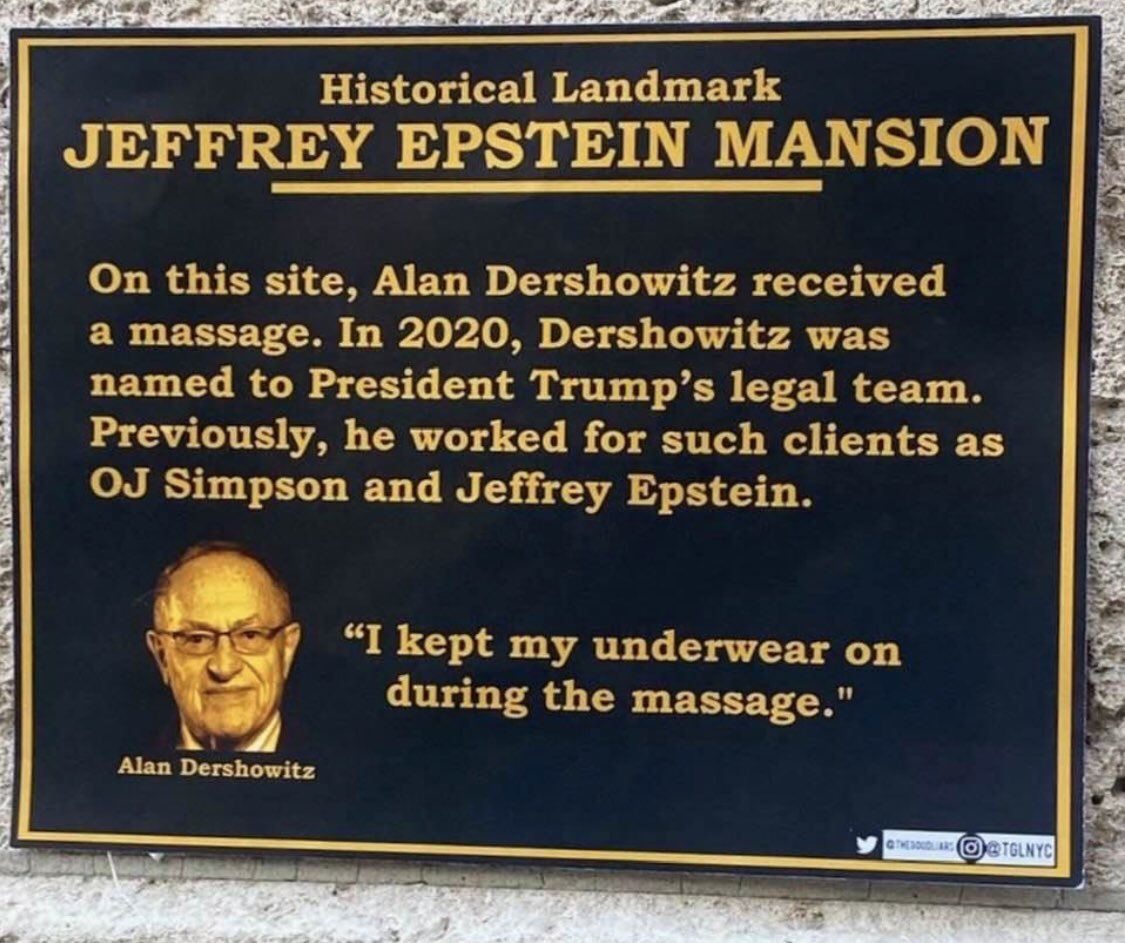 Historical Landmark
JEFFREY EPSTEIN MANSION
On this site, Alan Dershowitz received
a massage. In 2020, Dershowitz was
named to President Trump’s legal team.
Previously, he worked for such clients as
OJ Simpson and Jeffrey Epstein.
“I kept my underwear on
during the massage."
Alan Dershowitz
@THEGOODLIARS @TGLNYC